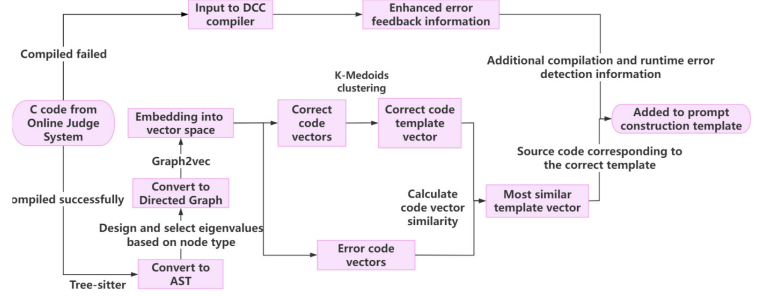 Input to DCC
compiler
Enhanced error
feedback information
Compiled failed
Additional compilation and runtime error
detection information
K-Medoids
clustering
C code from
Online Judge
System
Embedding into
vector space
Correct
code
vectors
Correct code
template
vector
Added to prompt
construction template
Graph2vec
Source code corresponding to
the correct template
ompiled successfully
Convert to
Directed Graph
Calculate
code vector
similarity
Most similar
template vector
Design and select eigenvalues
based on node type
Error code
vectors
Convert to
AST
Tree-sitter